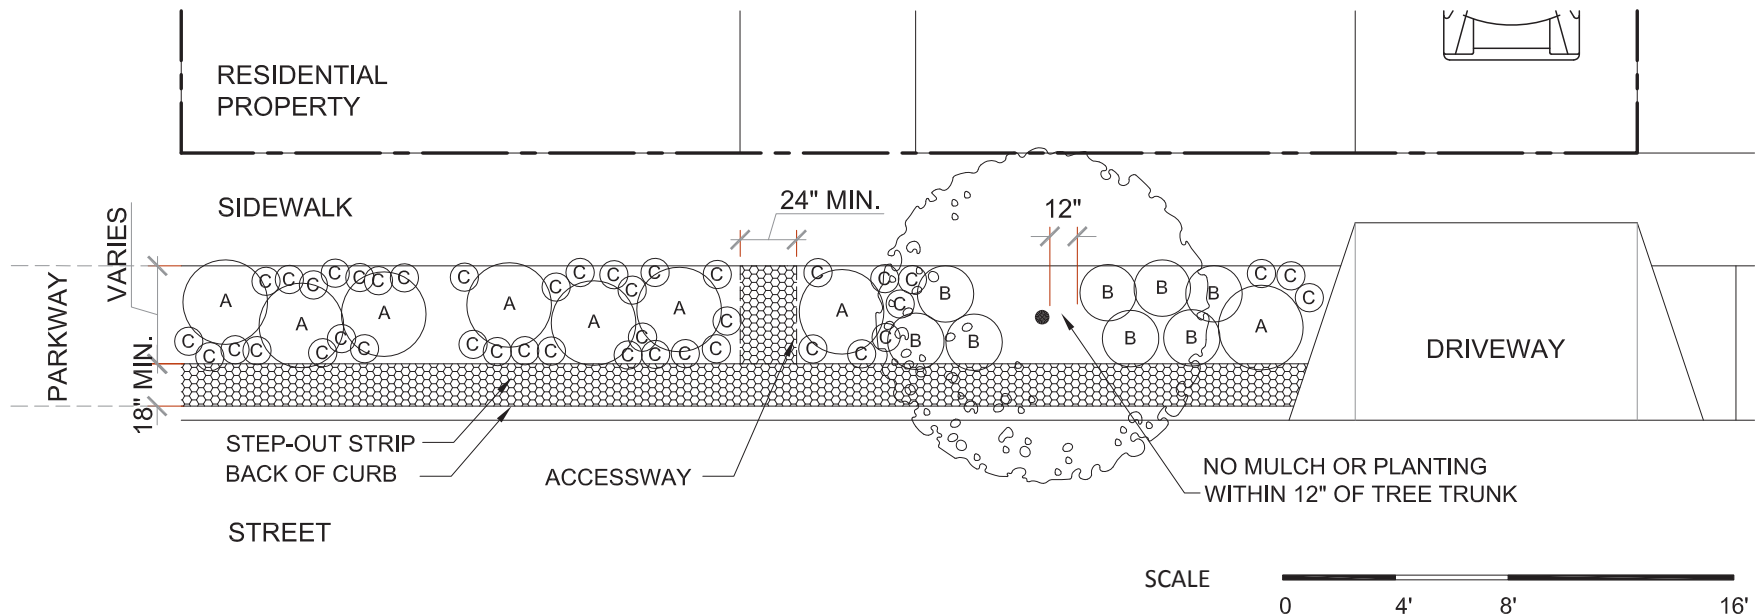 RESIDENTIAL
PROPERTY
SIDEWALK
24" MIN.
12"
VARIES
PARKWAY
18" MIN.
C C C C C C C C C C C C C C C C C C C
A A A A A A A B B B B
A B B B B B A
C C C C C C C C C C C C C C C C C C C C
DRIVEWAY
STEP-OUT STRIP
BACK OF CURB
ACCESSWAY
NO MULCH OR PLANTING
WITHIN 12" OF TREE TRUNK
STREET
SCALE
0 4' 8' 16'